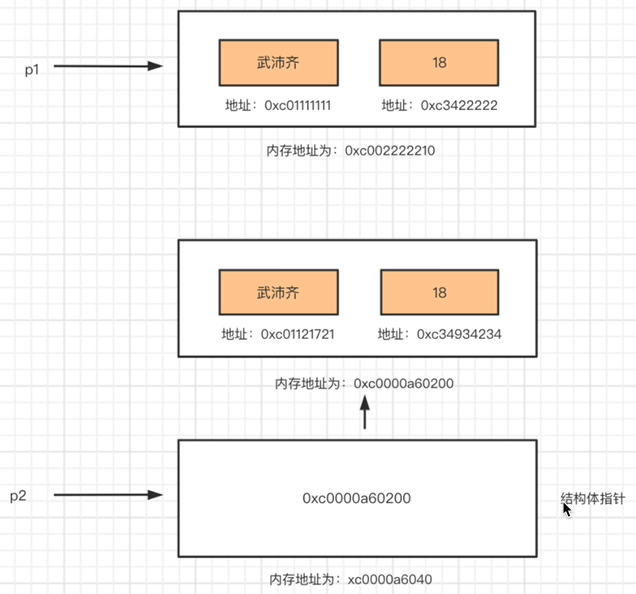 武沛齐 18
p1
地址：0xc01111111 地址：0xc3422222
内存地址为：0xc002222210
武沛齐 18
地址：0xc01121721 地址：0xc34934234
内存地址为：0xc0000a60200
p2 0xc0000a60200 结构体指针
内存地址为：xc0000a6040